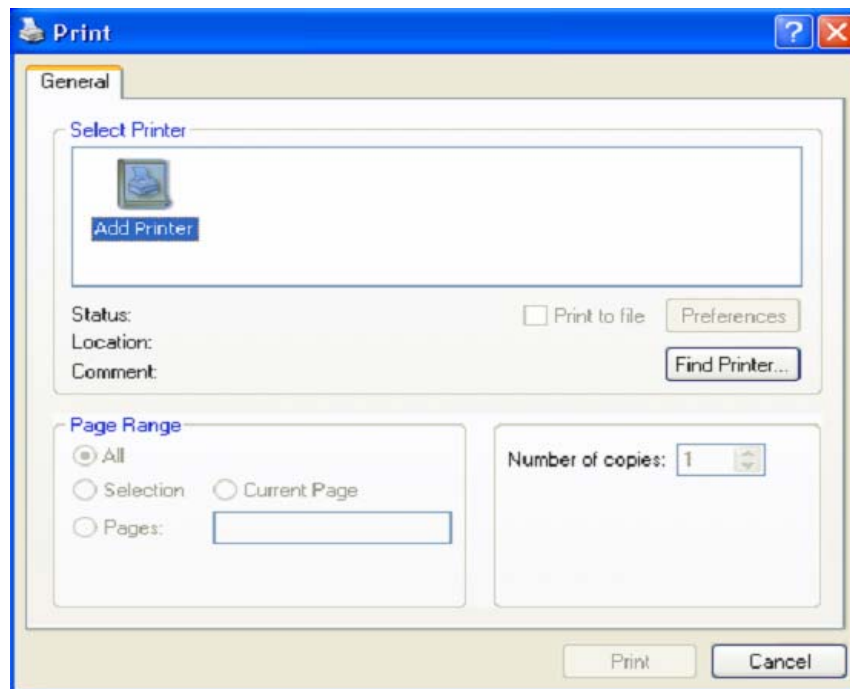 Print
General
Select Printer
Add Printer
Status:
Location:
Comment:
Print to file
Preferences
Find Printer...
Page Range
All
Selection
Current Page
Pages:
Number of copies: 1
Print
Cancel